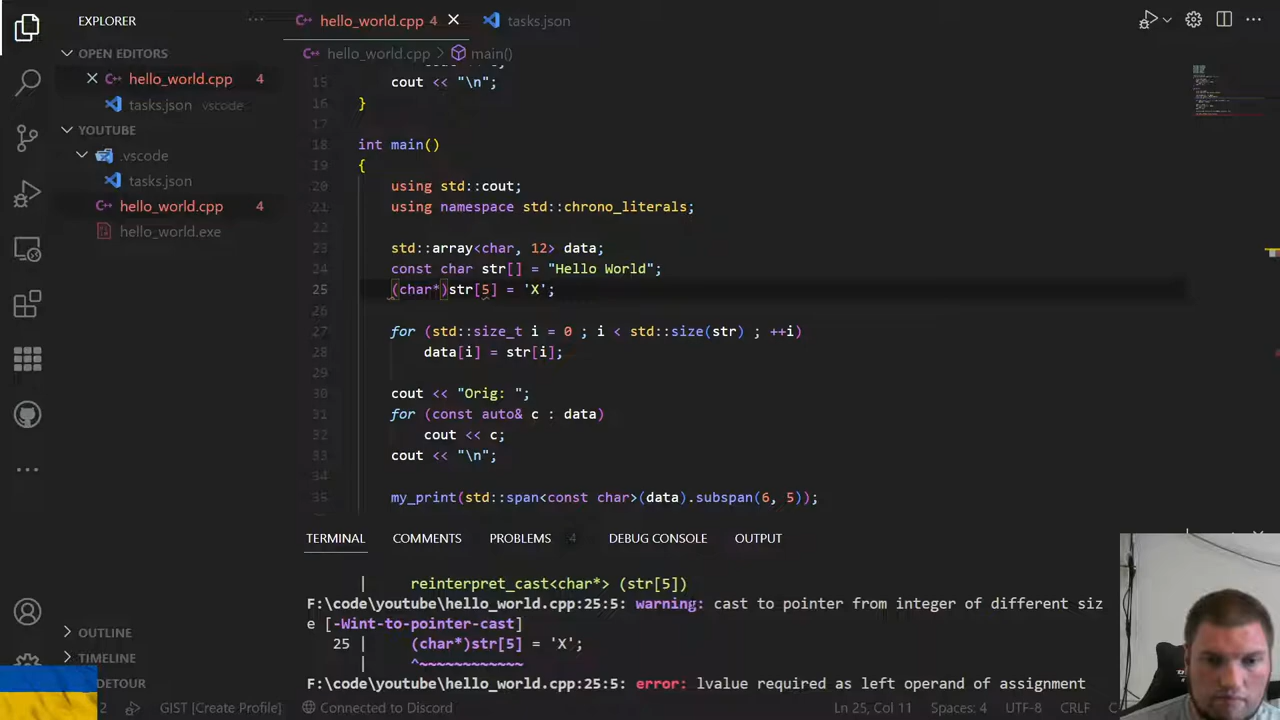 EXPLORER
...
hello_world.cpp 4
tasks.json
OPEN EDITORS
hello_world.cpp 4
tasks.json vscode
YOUTUBE
.vscode
tasks.json
hello_world.cpp 4
hello_world.exe
hello_world.cpp > main()
15 cout << "\n";
16 }
17
18 int main()
19 {
20 using std::cout;
21 using namespace std::chrono_literals;
22
23 std::array<char, 12> data;
24 const char str[] = "Hello World";
25 (char*)str[5] = 'X';
27 for (std::size_t i = 0 ; i < std::size(str) ; ++i)
28 data[i] = str[i];
29
30 cout << "Orig: ";
31 for (const auto& c : data)
32 cout << c;
33 cout << "\n";
34
35 my_print(std::span<const char>(data).subspan(6, 5));
TERMINAL COMMENTS PROBLEMS 4 DEBUG CONSOLE OUTPUT
| reinterpret_cast<char*> (str[5])
F:\code\youtube\hello_world.cpp:25:5: warning: cast to pointer from integer of different siz
e [-Wint-to-pointer-cast]
25 | (char*)str[5] = 'X';
| ^~~~~~~~~~~~~
F:\code\youtube\hello_world.cpp:25:5: error: lvalue required as left operand of assignment
OUTLINE
TIMELINE
DETOUR
2 GIST [Create Profile] Connected to Discord Ln 25, Col 11 Spaces: 4 UTF-8 CRLF